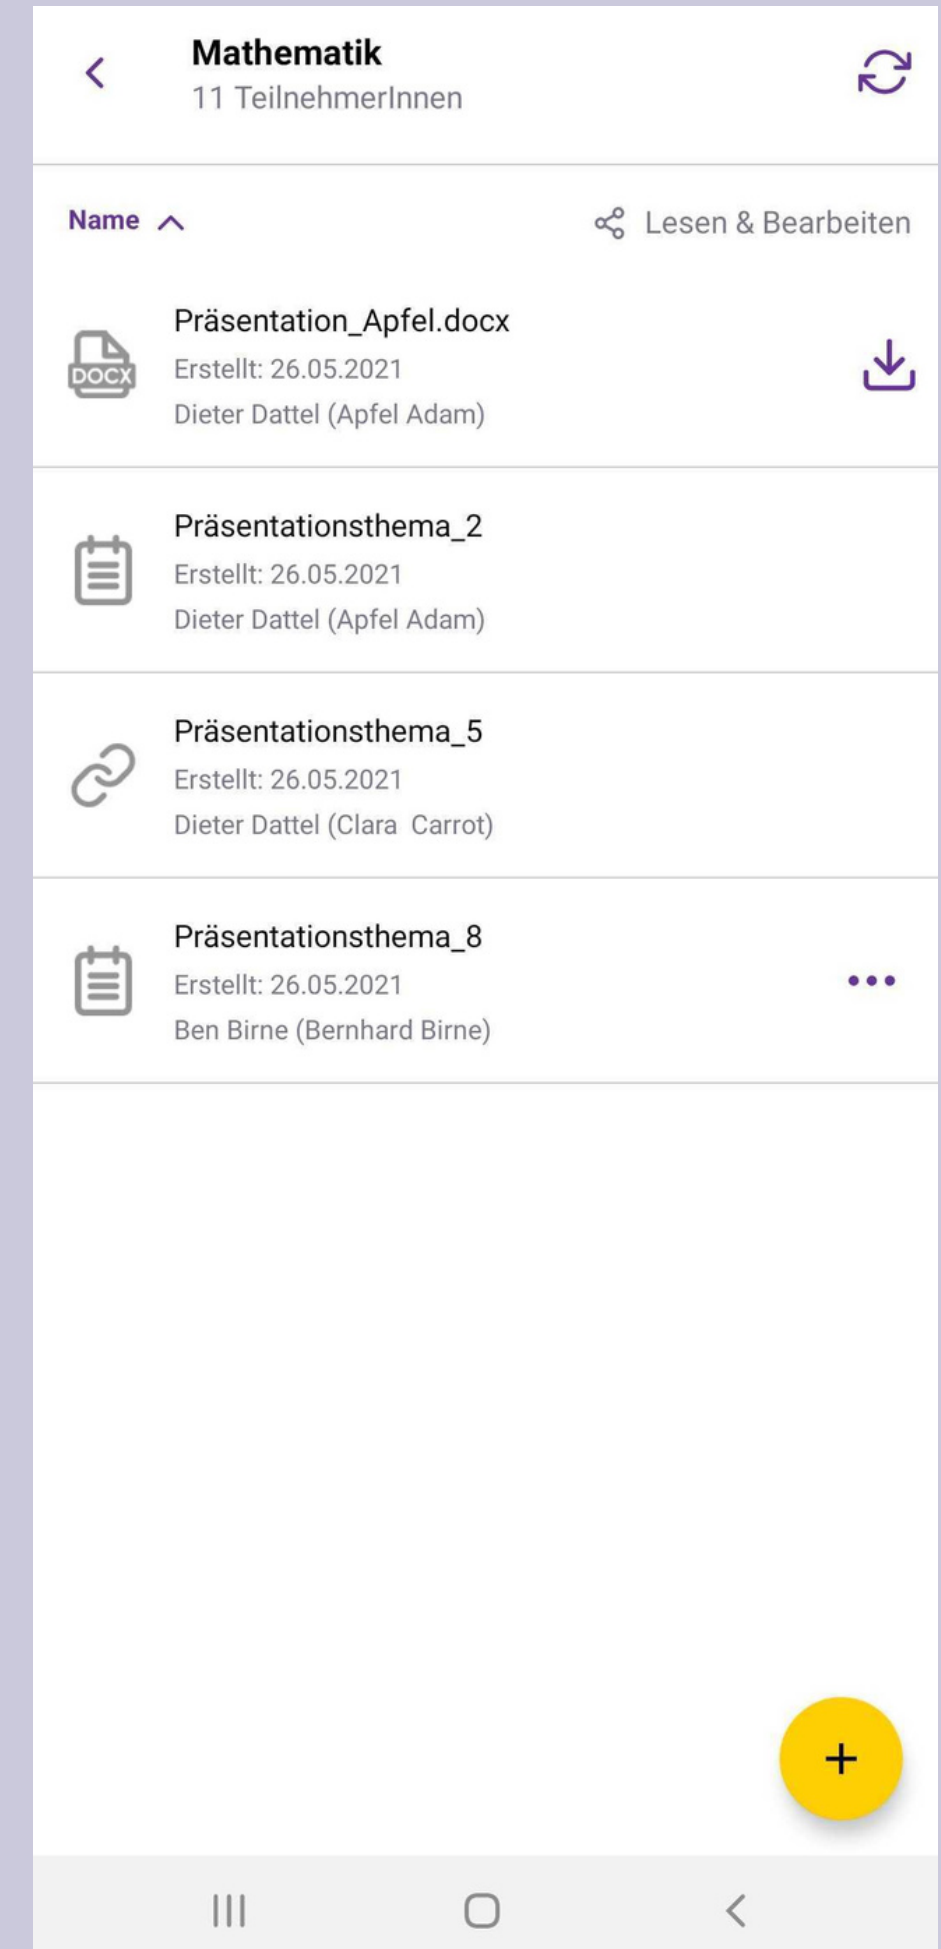 Mathematik
11 TeilnehmerInnen
Name
Lesen & Bearbeiten
Präsentation_Apfel.docx
DOCX
Erstellt: 26.05.2021
Dieter Dattel (Apfel Adam)
Präsentationsthema_2
Erstellt: 26.05.2021
Dieter Dattel (Apfel Adam)
Präsentationsthema_5
Erstellt: 26.05.2021
Dieter Dattel (Clara  Carrot)
Präsentationsthema_8
Erstellt: 26.05.2021
Ben Birne (Bernhard Birne)